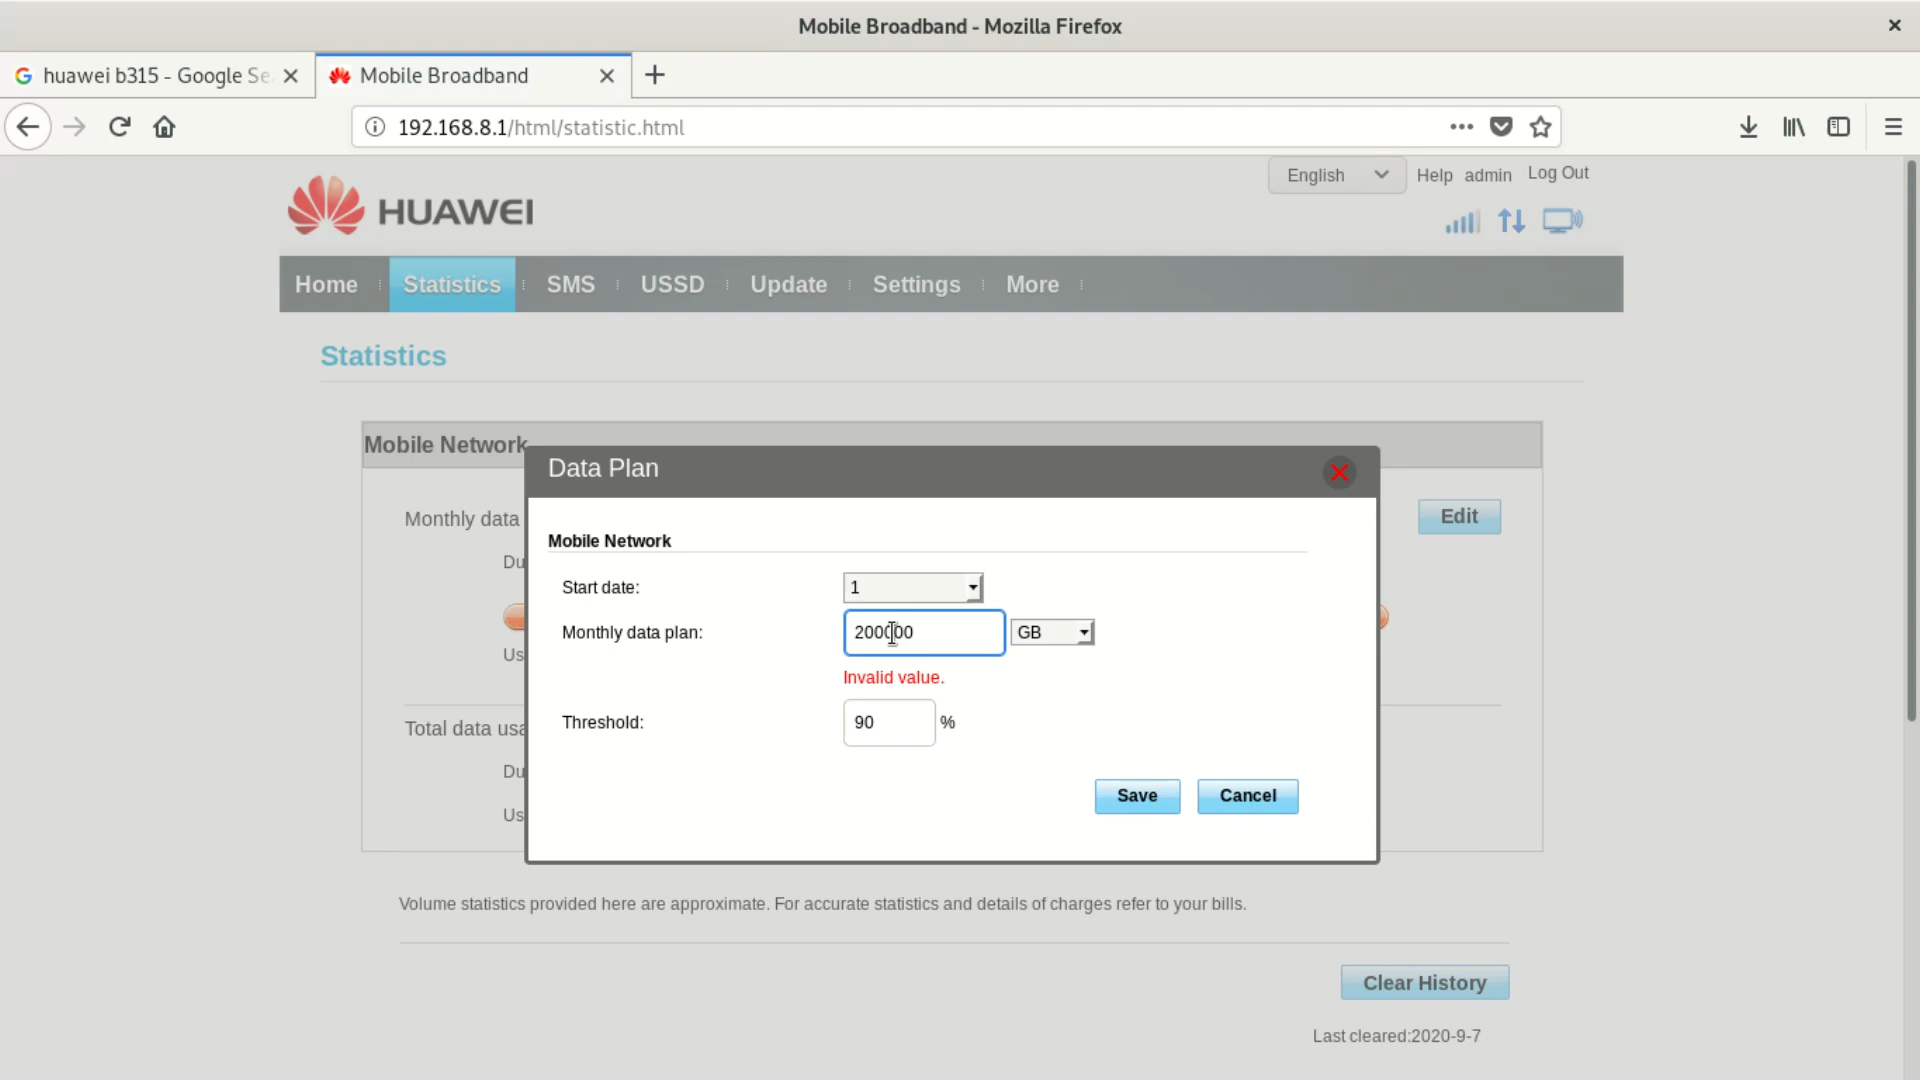 Mobile Broadband - Mozilla Firefox
huawei b315 - Google Se
Mobile Broadband
192.168.8.1/html/statistic.html
English Help admin Log Out
HUAWEI
Home Statistics SMS USSD Update Settings More
Statistics
Mobile Network
Data Plan
Monthly data
Edit
Mobile Network
Du
Start date: 1
Monthly data plan: 200000 GB
Us
Invalid value.
Threshold: 90 %
Total data usa
Du
Save Cancel
Us
Volume statistics provided here are approximate. For accurate statistics and details of charges refer to your bills.
Clear History
Last cleared:2020-9-7